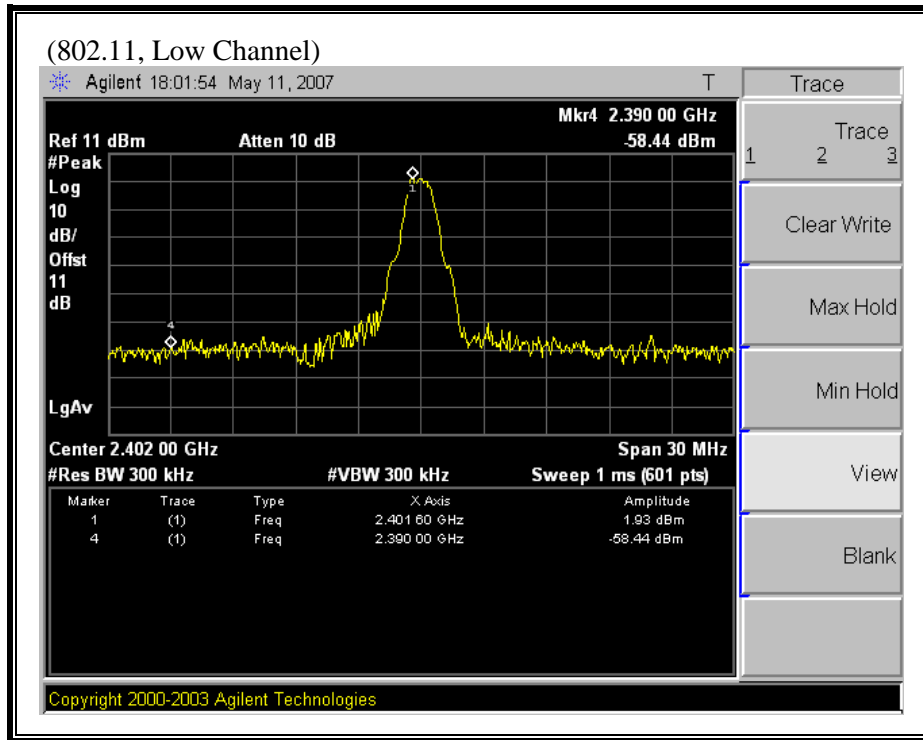 (802.11, Low Channel)
Agilent 18:01:54 May 11, 2007 T
Trace
Mkr4 2.390 00 GHz
Ref 11 dBm Atten 10 dB -58.44 dBm
#Peak
Log
10
dB/
Offst
11
dB
LgAv
1
4
Center 2.402 00 GHz Span 30 MHz
#Res BW 300 kHz #VBW 300 kHz Sweep 1 ms (601 pts)
Marker Trace Type X Axis Amplitude
1 (1) Freq 2.401 60 GHz 1.93 dBm
4 (1) Freq 2.390 00 GHz -58.44 dBm
Trace
1 2 3
Clear Write
Max Hold
Min Hold
View
Blank
Copyright 2000-2003 Agilent Technologies